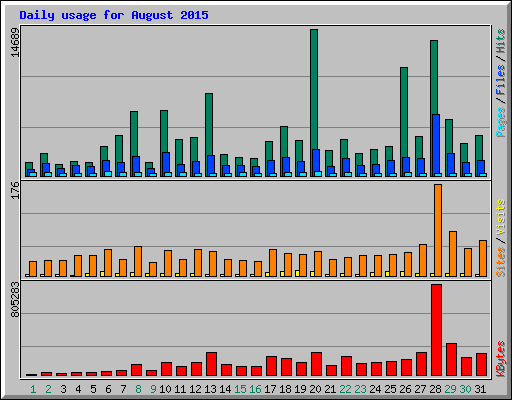 Daily usage for August 2015
14689
Pages / Files / Hits
176
Sites / Visits
805283
KBytes
1 2 3 4 5 6 7 8 9 10 11 12 13 14 15 16 17 18 19 20 21 22 23 24 25 26 27 28 29 30 31